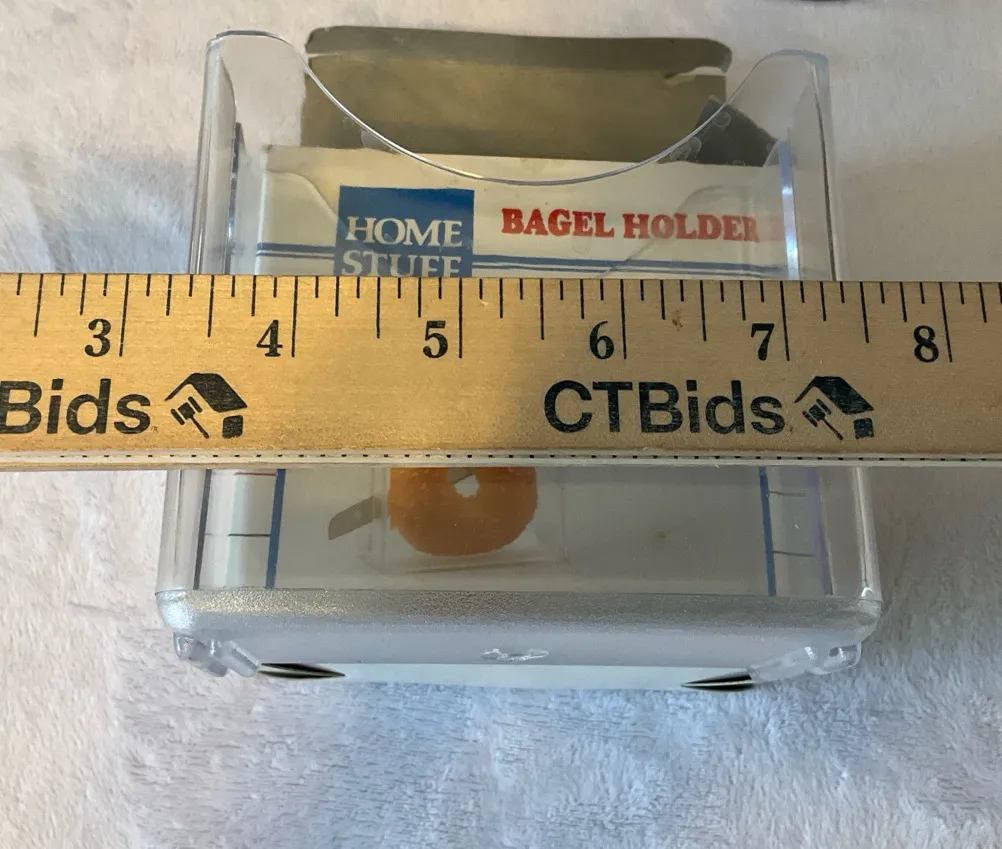 HOME
STUFF
BAGEL HOLDER
3 4 5 6 7 8
Bids
CTBids